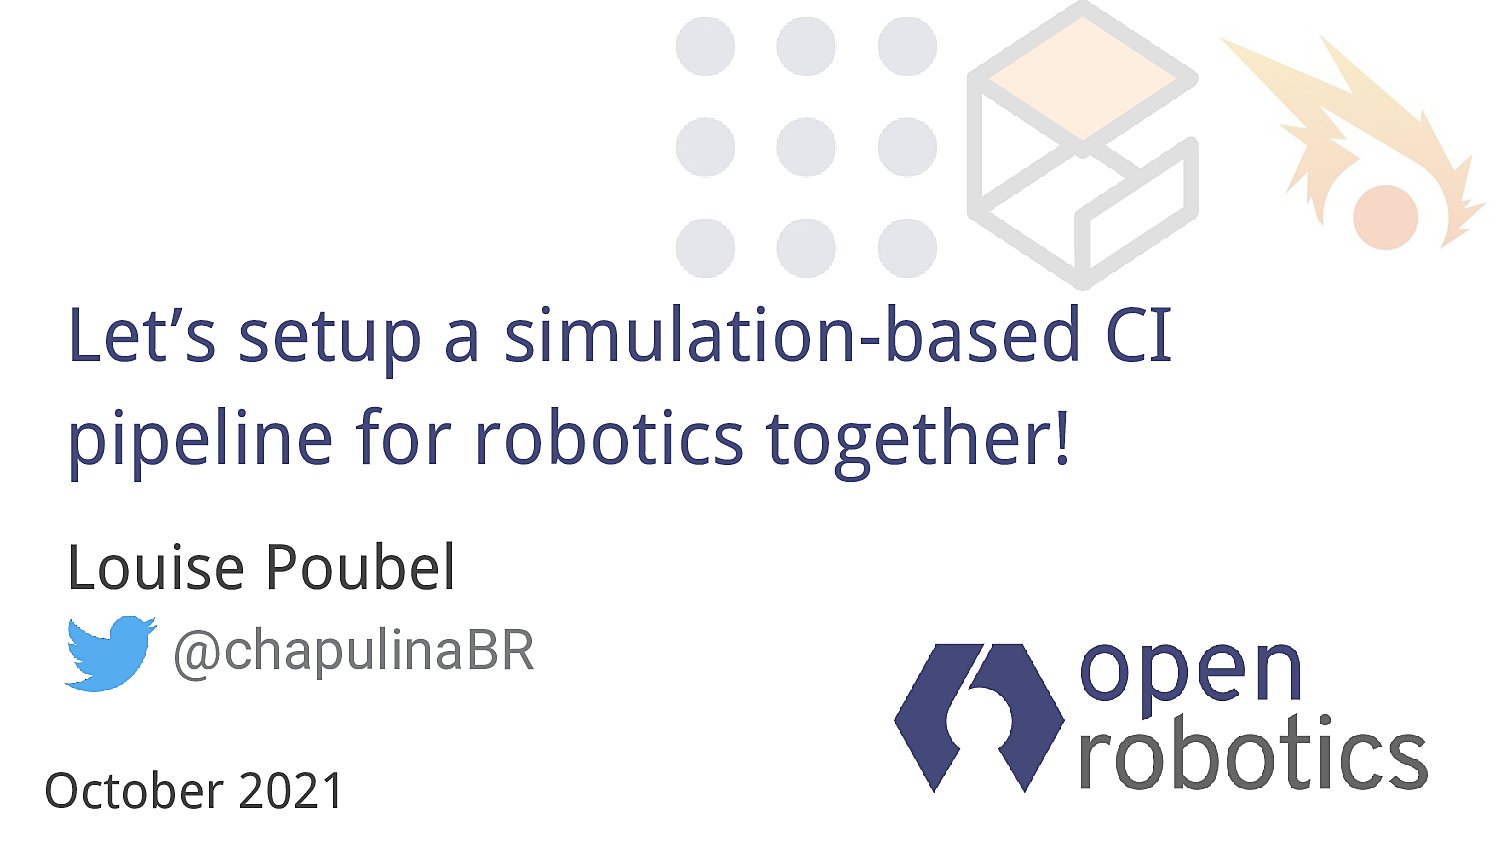 Let’s setup a simulation-based CI
pipeline for robotics together!
Louise Poubel
@chapulinaBR
October 2021
open
robotics